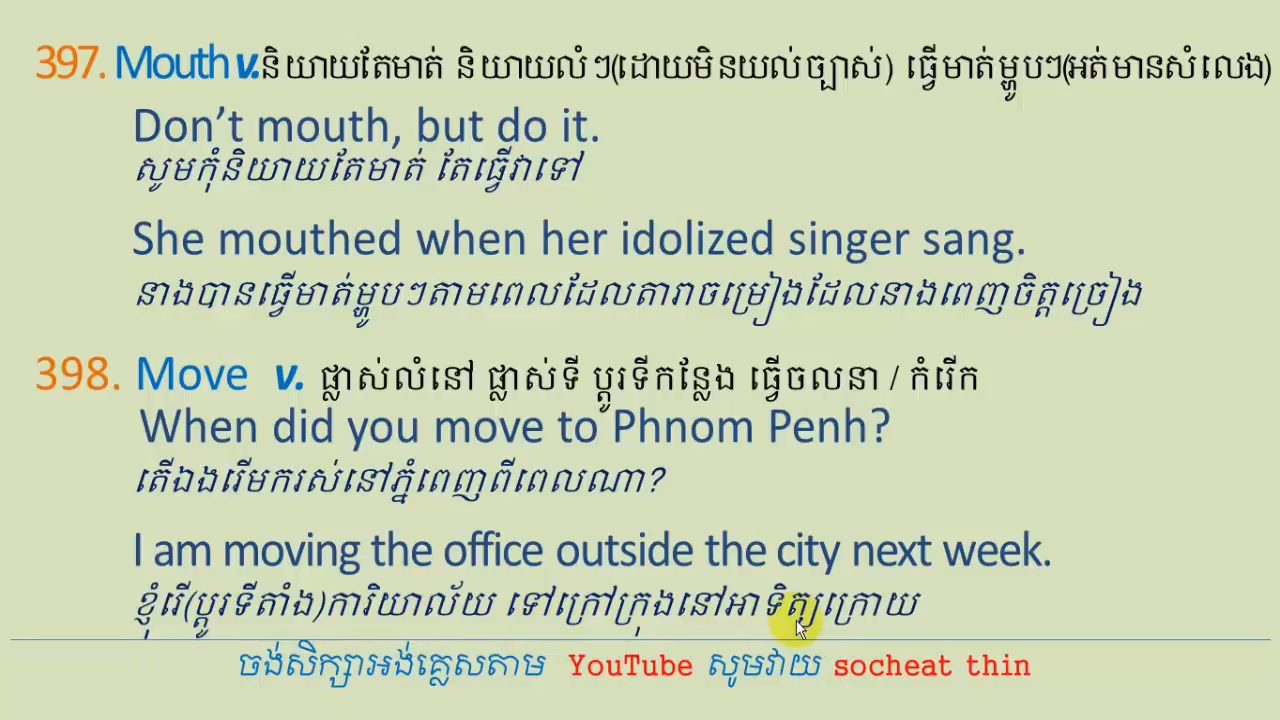 397. Mouth v.និយាយតែមាត់ និយាយលំៗ(ដោយមិនយល់ច្បាស់) ធ្វើមាត់ម្ហូបៗ(អត់មានសំលេង)
Don’t mouth, but do it.
សូមកុំនិយាយតែមាត់ តែធ្វើវាទៅ
She mouthed when her idolized singer sang.
នាងបានធ្វើមាត់ម្ហូបៗតាមពេលដែលតារាចម្រៀងដែលនាងពេញចិត្តច្រៀង
398. Move v. ផ្លាស់លំនៅ ផ្លាស់ទី ប្តូរទីកន្លែង ធ្វើចលនា / កំរើក
When did you move to Phnom Penh?
តើឯងរើមករស់នៅភ្នំពេញពីពេលណា?
I am moving the office outside the city next week.
ខ្ញុំរើ(ប្តូរទីតាំង)ការិយាល័យ ទៅក្រៅក្រុងនៅអាទិត្យក្រោយ
ចង់សិក្សាអង់គ្លេសតាម YouTube សូមវាយ socheat thin